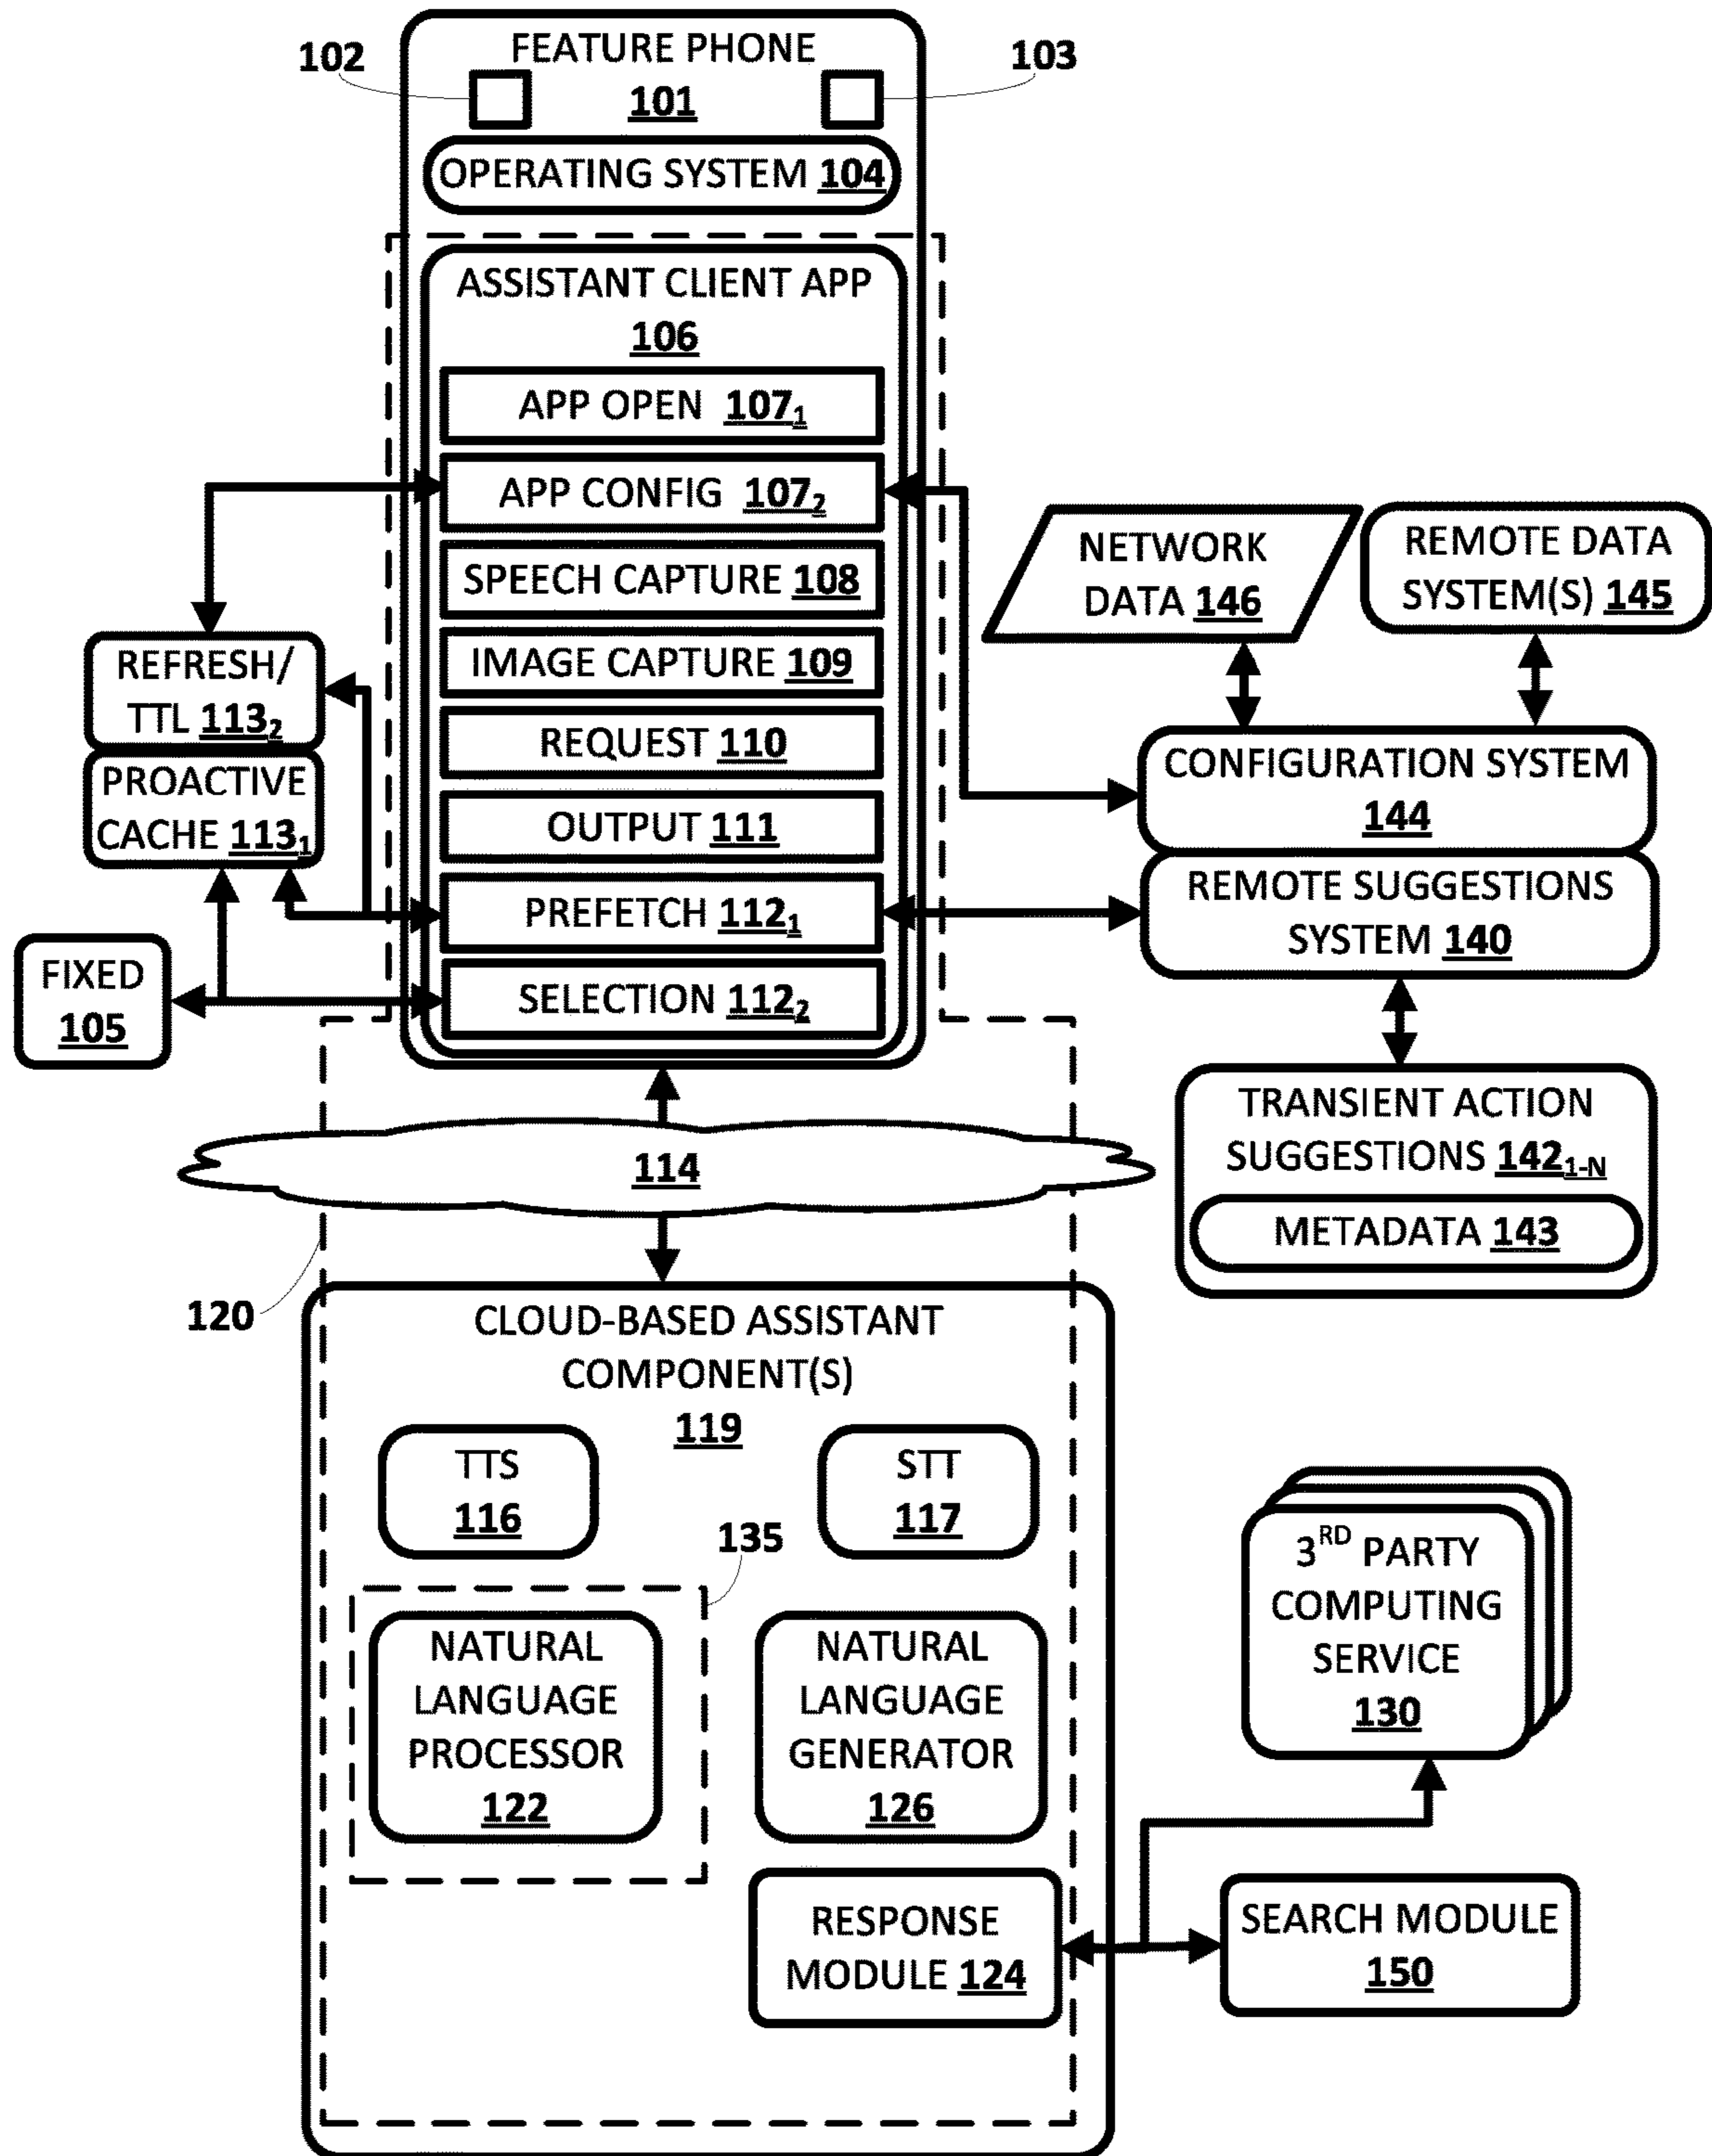 FEATURE PHONE
101
102
103
OPERATING SYSTEM 104
ASSISTANT CLIENT APP
106
APP OPEN 107₁
APP CONFIG 107₂
SPEECH CAPTURE 108
IMAGE CAPTURE 109
REQUEST 110
OUTPUT 111
PREFETCH 112₁
SELECTION 112₂
REFRESH/
TTL 113₂
PROACTIVE
CACHE 113₁
FIXED
105
NETWORK
DATA 146
REMOTE DATA
SYSTEM(S) 145
CONFIGURATION SYSTEM
144
REMOTE SUGGESTIONS
SYSTEM 140
TRANSIENT ACTION
SUGGESTIONS 142₁₋N
METADATA 143
114
120
CLOUD-BASED ASSISTANT
COMPONENT(S)
119
TTS
116
STT
117
135
NATURAL
LANGUAGE
PROCESSOR
122
NATURAL
LANGUAGE
GENERATOR
126
RESPONSE
MODULE 124
3RD PARTY
COMPUTING
SERVICE
130
SEARCH MODULE
150